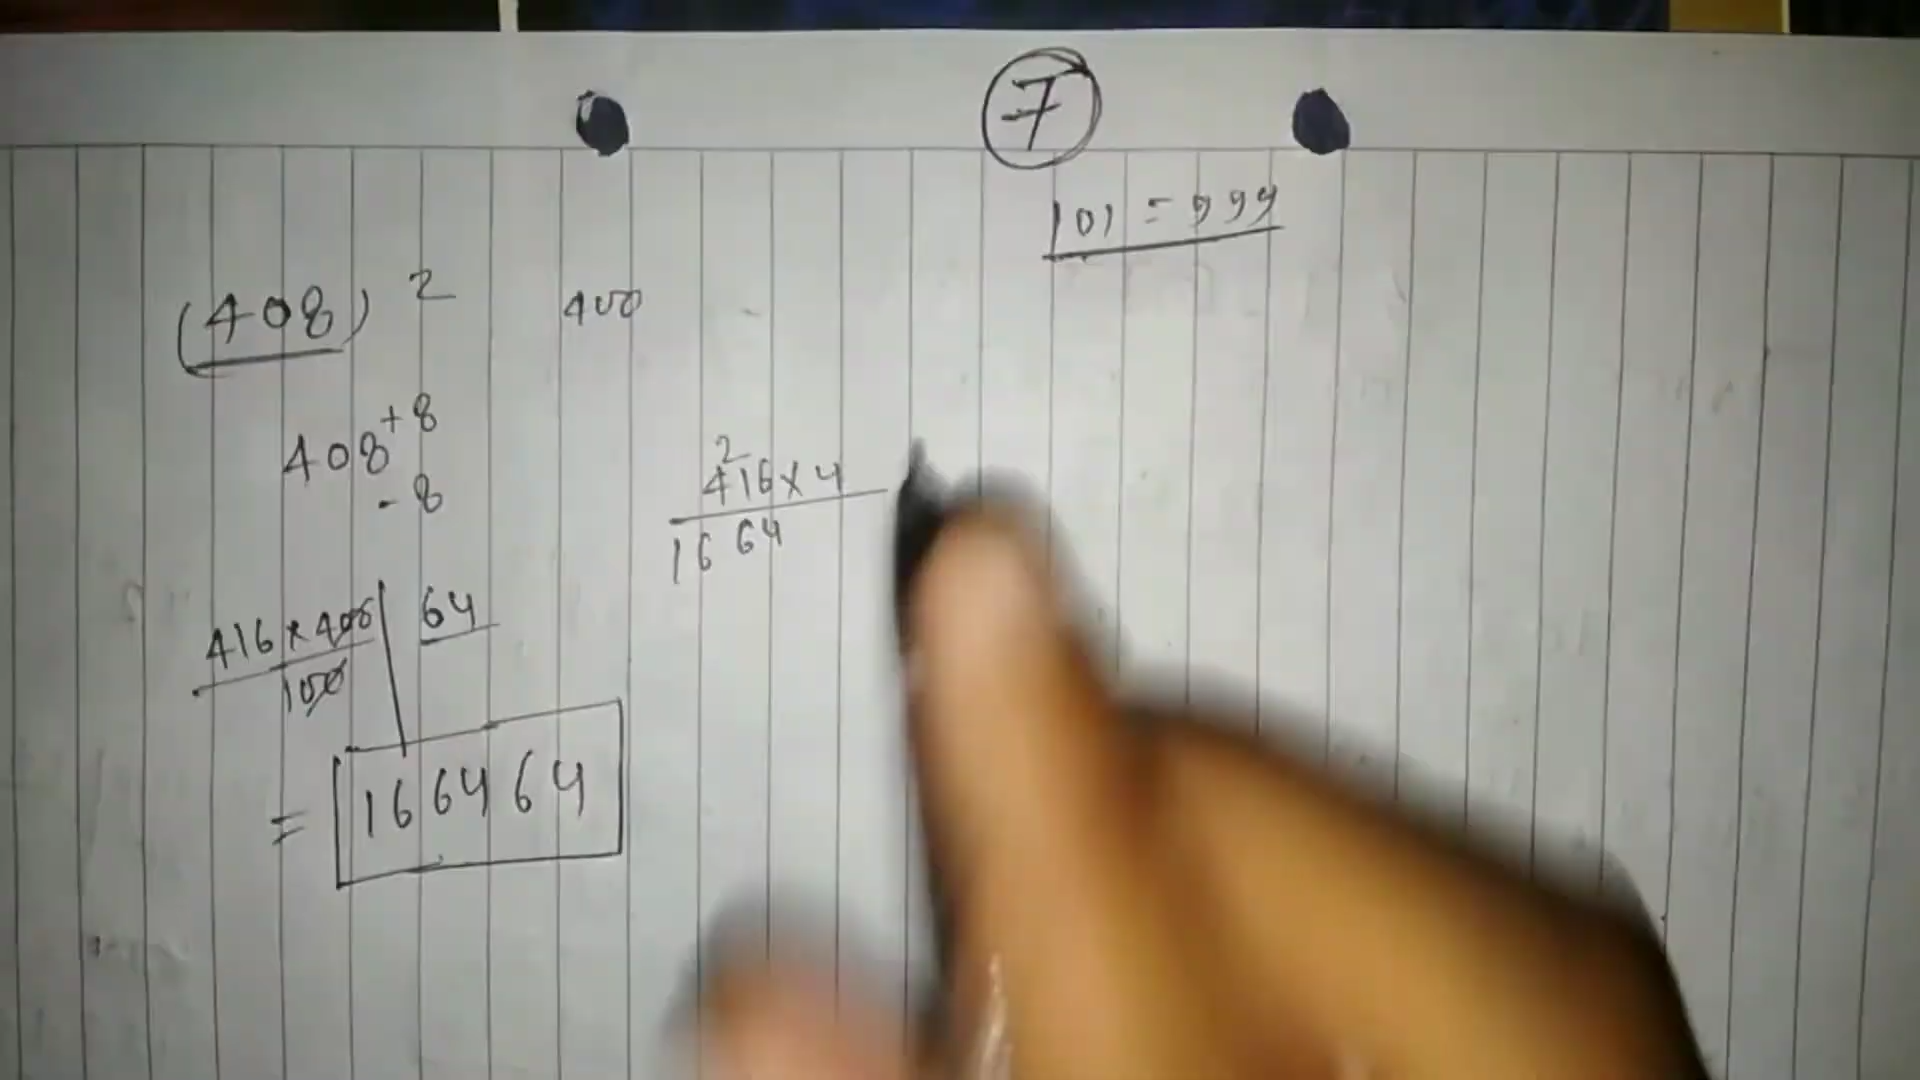 7
101 = 999
(408)²
400
408 + 8
- 8
2
416 x 4
1664
416 x 400 | 64
100
= 166464